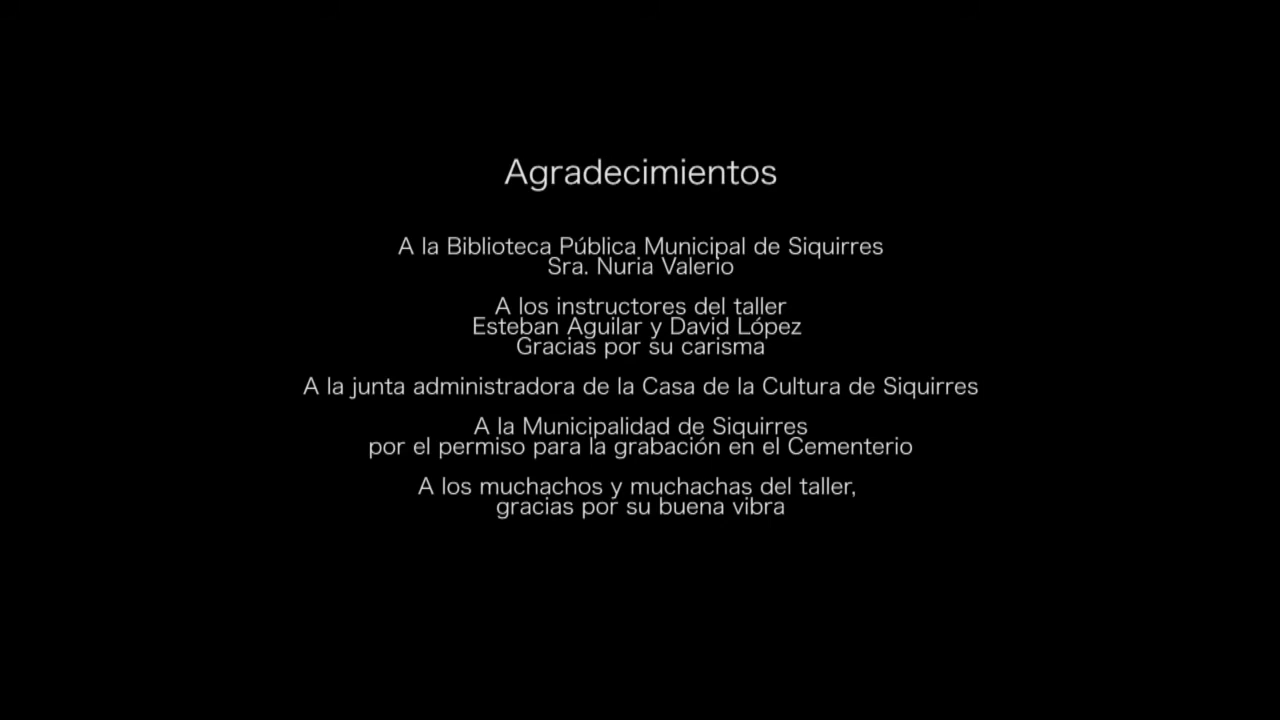 Agradecimientos
A la Biblioteca Pública Municipal de Siquirres
Sra. Nuria Valerio
A los instructores del taller
Esteban Aguilar y David López
Gracias por su carisma
A la junta administradora de la Casa de la Cultura de Siquirres
A la Municipalidad de Siquirres
por el permiso para la grabación en el Cementerio
A los muchachos y muchachas del taller,
gracias por su buena vibra